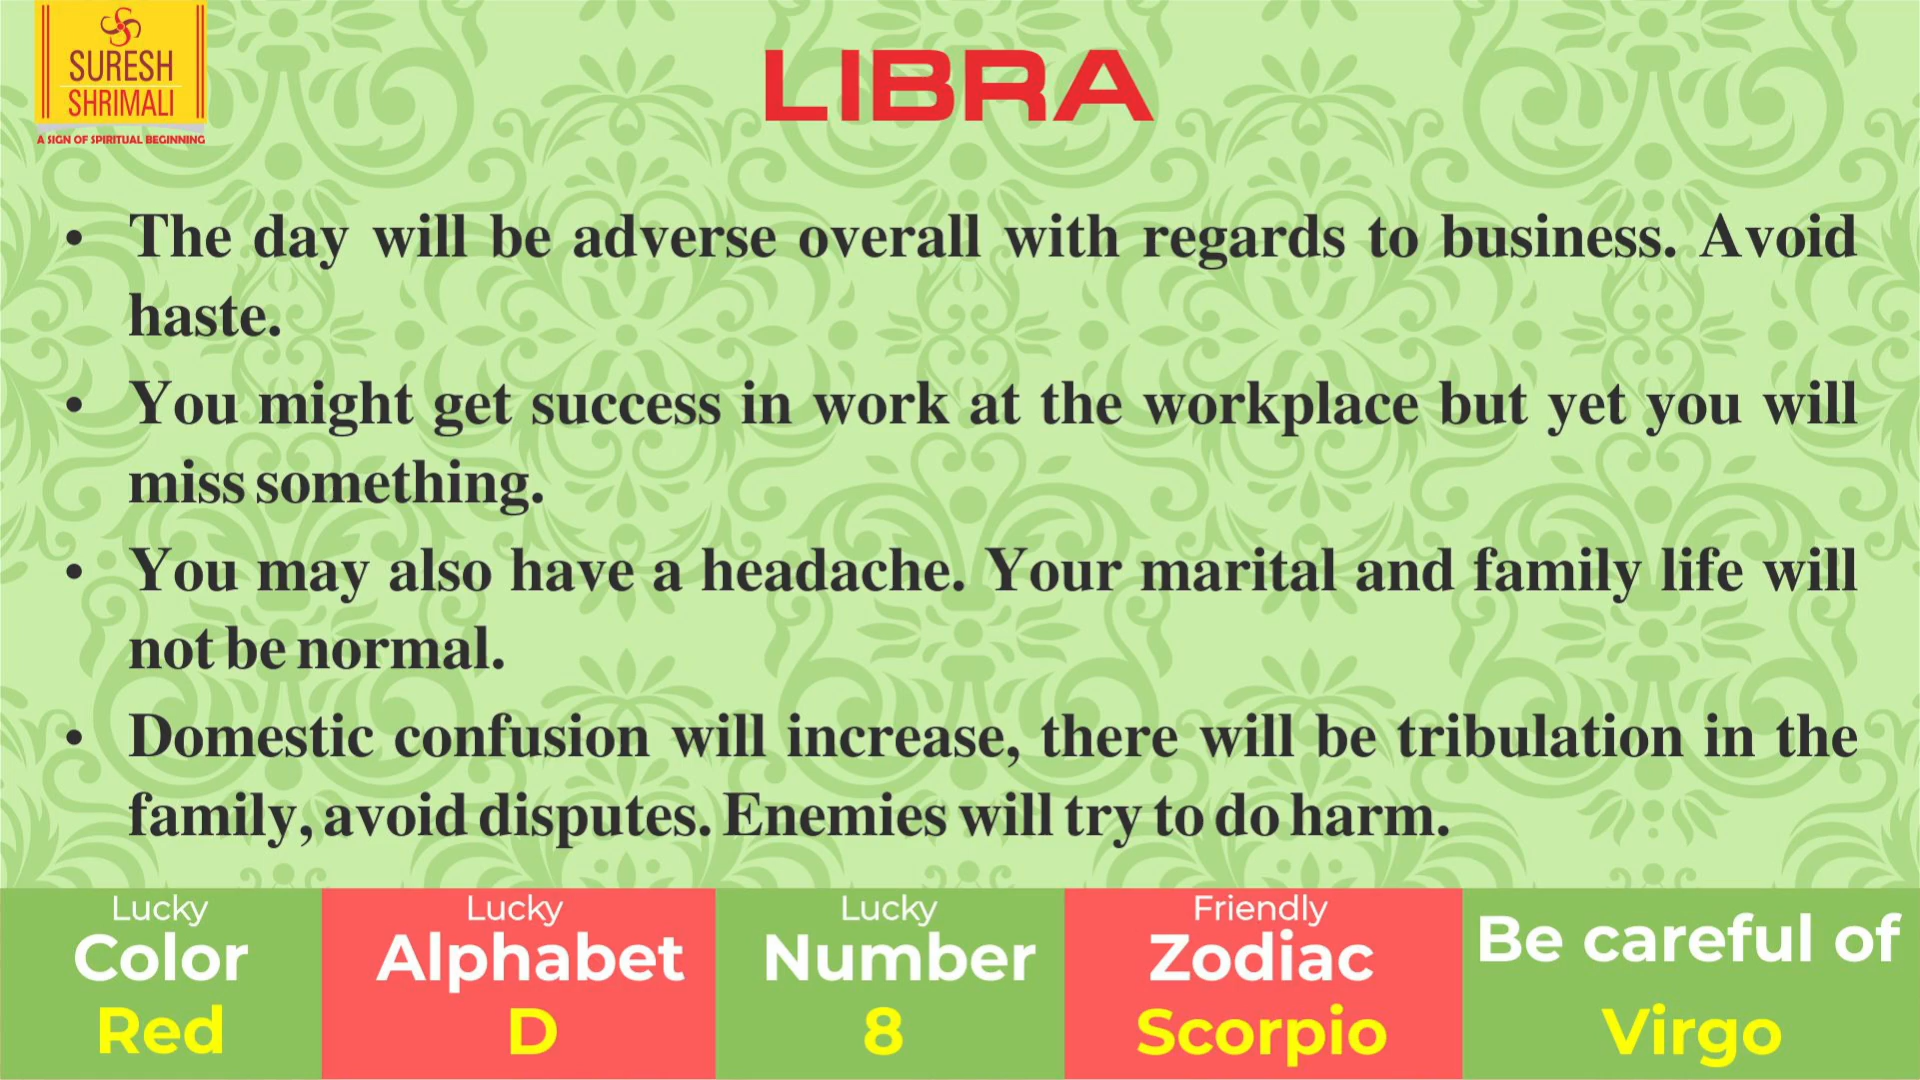 SURESH
SHRIMALI
A SIGN OF SPIRITUAL BEGINNING
LIBRA
• The day will be adverse overall with regards to business. Avoid
haste.
• You might get success in work at the workplace but yet you will
miss something.
• You may also have a headache. Your marital and family life will
not be normal.
• Domestic confusion will increase, there will be tribulation in the
family, avoid disputes. Enemies will try to do harm.
Lucky
Color
Red
Lucky
Alphabet
D
Lucky
Number
8
Friendly
Zodiac
Scorpio
Be careful of
Virgo